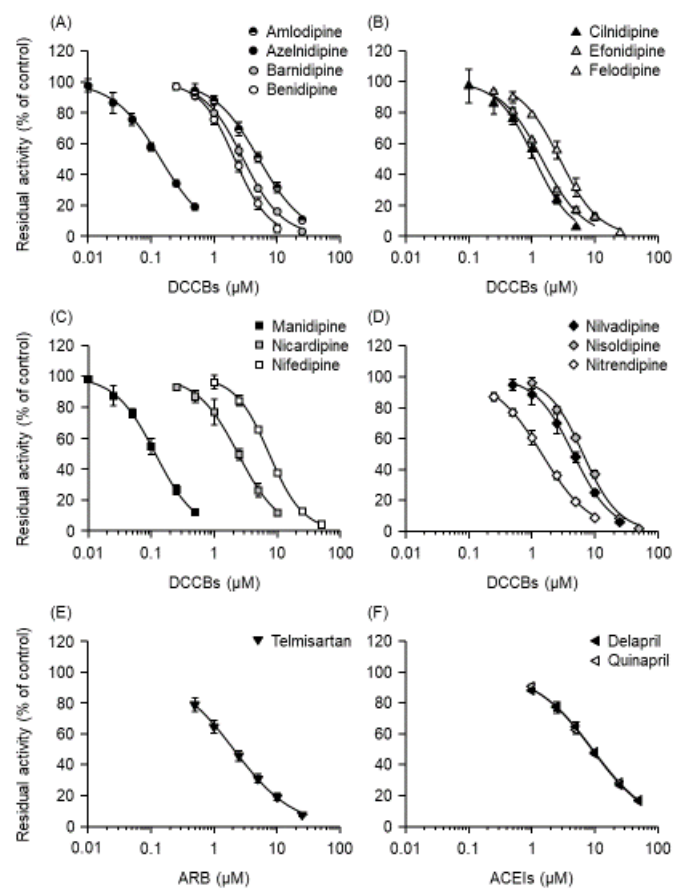 (A)
Amlodipine
Azelnidipine
Barnidipine
Benidipine
Residual activity (% of control)
120
100
80
60
40
20
0
0.01 0.1 1 10 100
DCCBs (µM)
(B)
Cilnidipine
Efonidipine
Felodipine
120
100
80
60
40
20
0
0.01 0.1 1 10 100
DCCBs (µM)
(C)
Manidipine
Nicardipine
Nifedipine
Residual activity (% of control)
120
100
80
60
40
20
0
0.01 0.1 1 10 100
DCCBs (µM)
(D)
Nilvadipine
Nisoldipine
Nitrendipine
120
100
80
60
40
20
0
0.01 0.1 1 10 100
DCCBs (µM)
(E)
Telmisartan
Residual activity (% of control)
120
100
80
60
40
20
0
0.01 0.1 1 10 100
ARB (µM)
(F)
Delapril
Quinapril
120
100
80
60
40
20
0
0.01 0.1 1 10 100
ACEIs (µM)